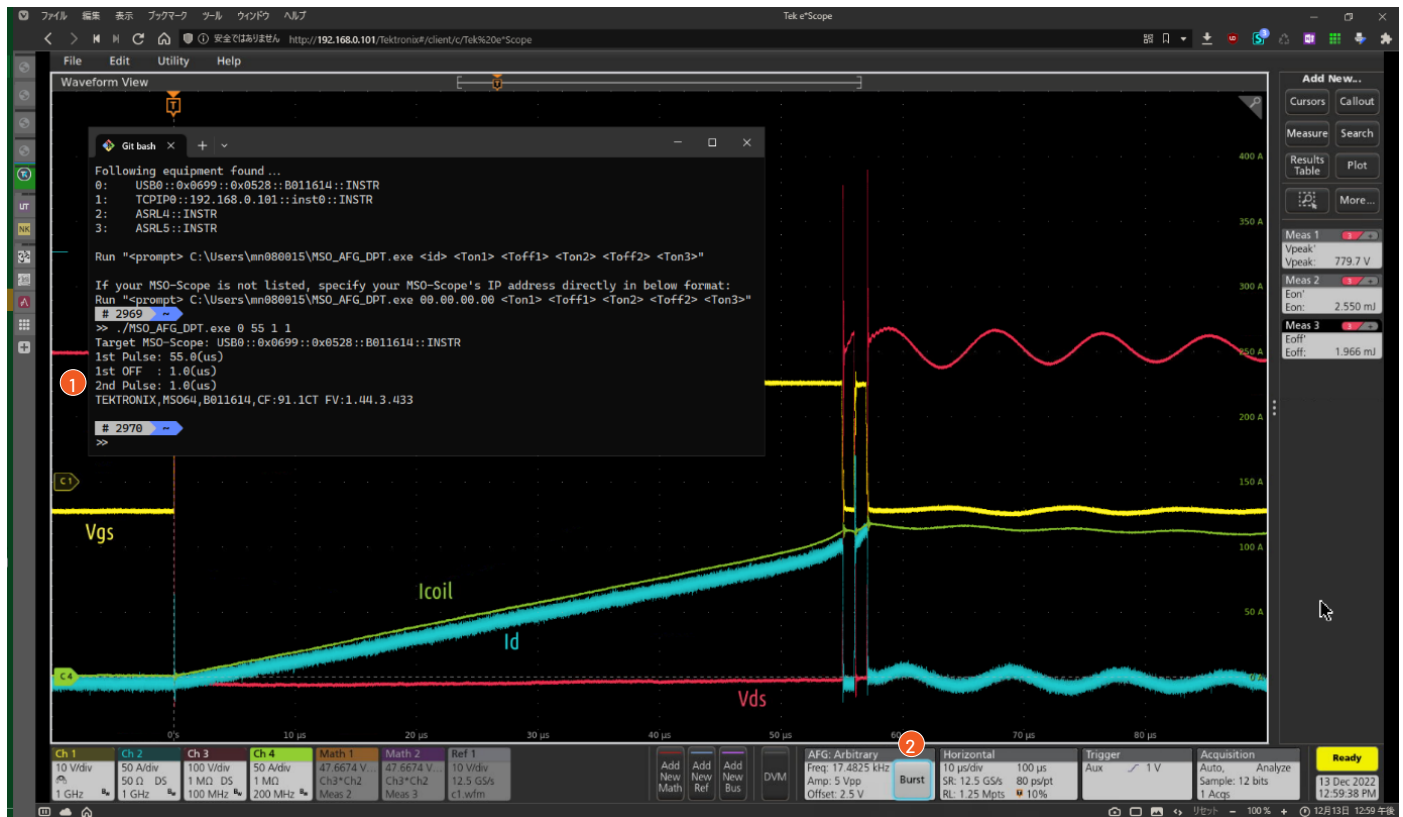 ファイル 編集 表示 ブックマーク ツール ウィンドウ ヘルプ
Tek e*Scope
安全ではありません http://192.168.0.101/Tektronix#/client/c/Tek%20e*Scope
File Edit Utility Help
Waveform View
T
T
Add New...
Cursors Callout
Measure Search
Results Table Plot
More...
Meas 1
Vpeak'
Vpeak: 779.7 V
Meas 2
Eon'
Eon: 2.550 mJ
Meas 3
Eoff'
Eoff: 1.966 mJ
Git bash
Following equipment found ...
0: USB0::0x0699::0x0528::B011614::INSTR
1: TCPIP0::192.168.0.101::inst0::INSTR
2: ASRL4::INSTR
3: ASRL5::INSTR
Run "<prompt> C:\Users\mn080015\MSO_AFG_DPT.exe <id> <Ton1> <Toff1> <Ton2> <Toff2> <Ton3>"
If your MSO-Scope is not listed, specify your MSO-Scope's IP address directly in below format:
Run "<prompt> C:\Users\mn080015\MSO_AFG_DPT.exe 00.00.00.00 <Ton1> <Toff1> <Ton2> <Toff2> <Ton3>"
# 2969 ~
>> ./MSO_AFG_DPT.exe 0 55 1 1
Target MSO-Scope: USB0::0x0699::0x0528::B011614::INSTR
1st Pulse: 55.0(us)
1st OFF : 1.0(us)
2nd Pulse: 1.0(us)
TEKTRONIX,MSO64,B011614,CF:91.1CT FV:1.44.3.433
# 2970 ~
>>
1
400 A
350 A
300 A
250 A
200 A
150 A
100 A
50 A
0 A
C1
Vgs
Icoil
Id
C4
Vds
0 s
10 µs
20 µs
30 µs
40 µs
50 µs
70 µs
80 µs
2
Ch 1
10 V/div
1 GHz
Ch 2
50 A/div
50 Ω DS
1 GHz
Ch 3
100 V/div
1 MΩ DS
100 MHz
Ch 4
50 A/div
1 MΩ
200 MHz
Math 1
47.6674 V...
Ch3*Ch2
Meas 2
Math 2
47.6674 V...
Ch3*Ch2
Meas 3
Ref 1
10 V/div
12.5 GS/s
c1.wfm
Add New Math
Add New Ref
Add New Bus
DVM
AFG: Arbitrary
Freq: 17.4825 kHz
Amp: 5 Vpp
Offset: 2.5 V
Burst
Horizontal
10 µs/div 100 µs
SR: 12.5 GS/s 80 ps/pt
RL: 1.25 Mpts 10%
Trigger
Aux 1 V
Acquisition
Auto, Analyze
Sample: 12 bits
1 Acqs
Ready
13 Dec 2022
12:59:38 PM
リセット - 100 % + 12月13日 12:59 午後